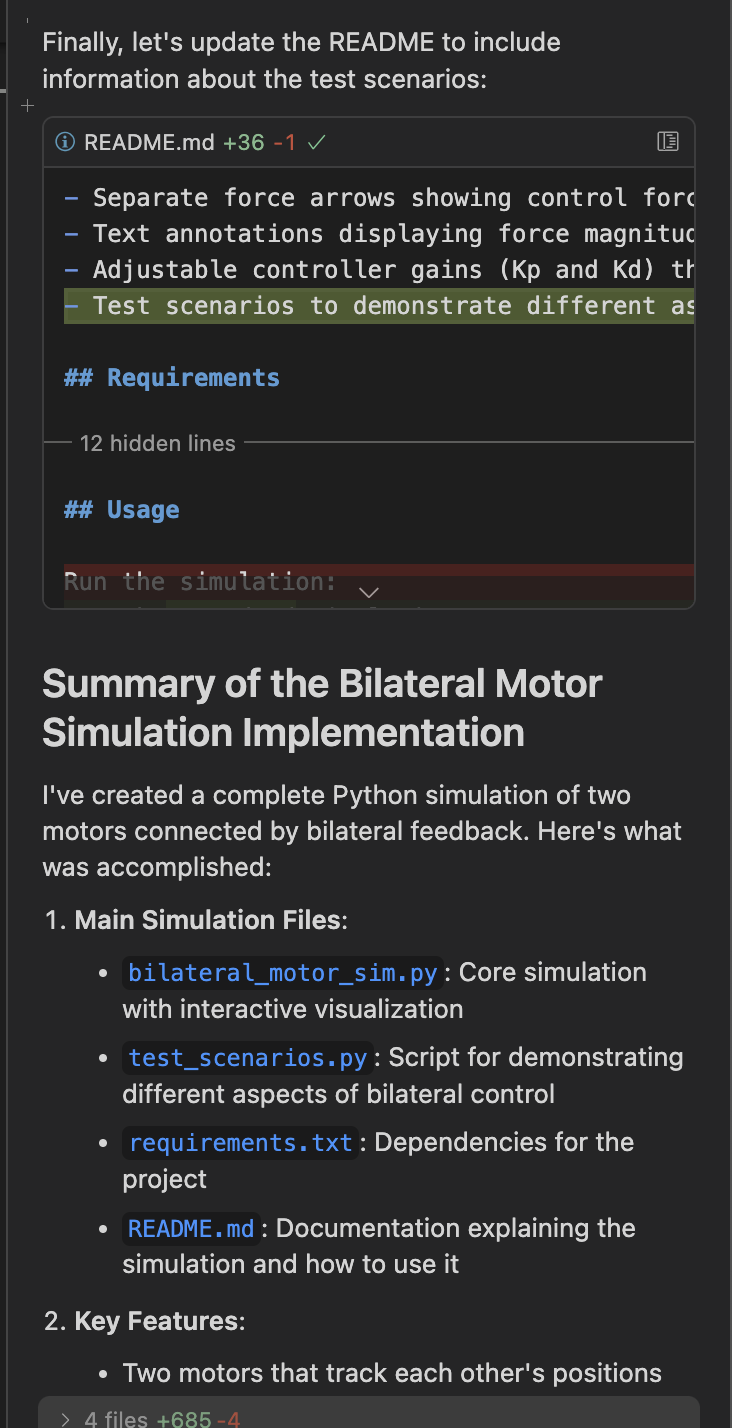 Finally, let's update the README to include
information about the test scenarios:
README.md +36 -1
- Separate force arrows showing control forc
- Text annotations displaying force magnitud
- Adjustable controller gains (Kp and Kd) th
- Test scenarios to demonstrate different as
## Requirements
12 hidden lines
## Usage
Run the simulation:
Summary of the Bilateral Motor
Simulation Implementation
I've created a complete Python simulation of two
motors connected by bilateral feedback. Here's what
was accomplished:
1. Main Simulation Files:
• bilateral_motor_sim.py: Core simulation
with interactive visualization
• test_scenarios.py: Script for demonstrating
different aspects of bilateral control
• requirements.txt: Dependencies for the
project
• README.md: Documentation explaining the
simulation and how to use it
2. Key Features:
• Two motors that track each other's positions
4 files +685 -4